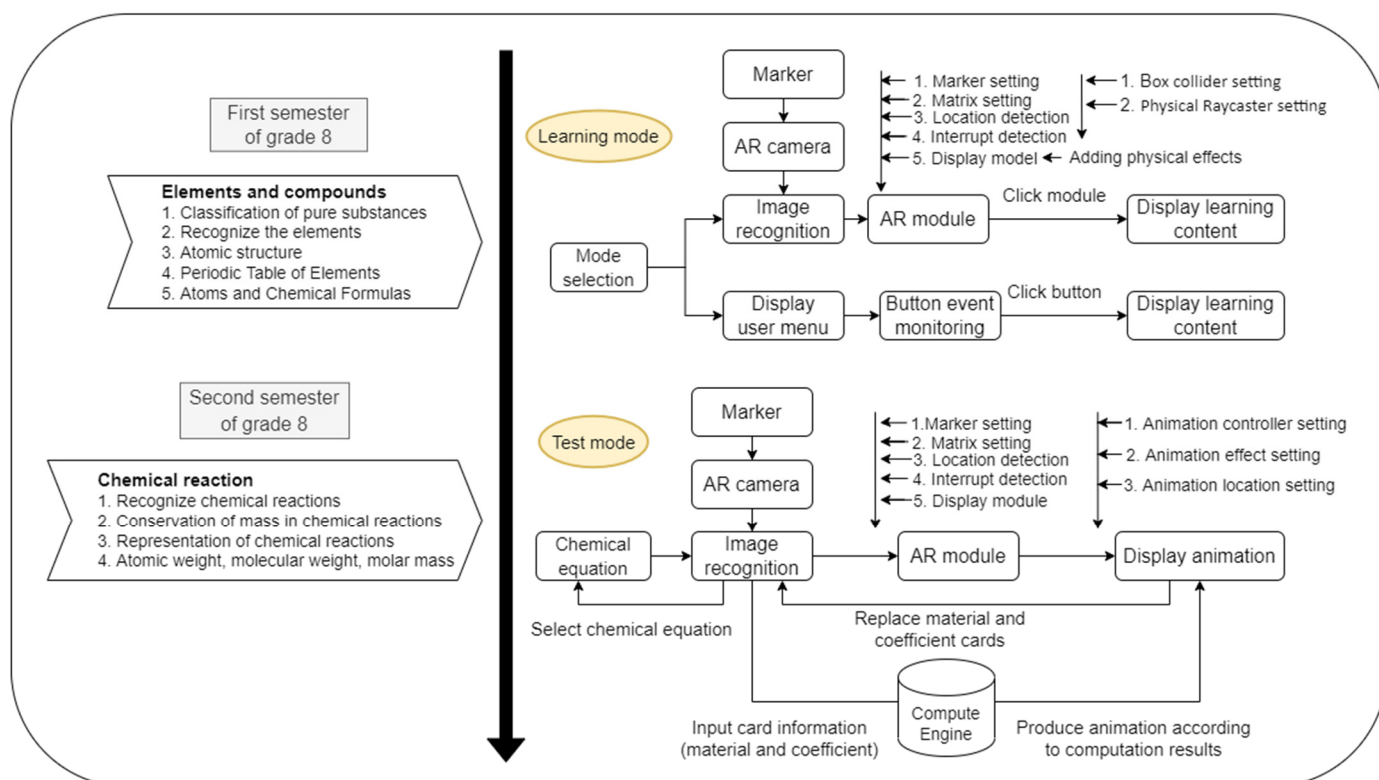 First semester
of grade 8
Elements and compounds
1. Classification of pure substances
2. Recognize the elements
3. Atomic structure
4. Periodic Table of Elements
5. Atoms and Chemical Formulas
Second semester
of grade 8
Chemical reaction
1. Recognize chemical reactions
2. Conservation of mass in chemical reactions
3. Representation of chemical reactions
4. Atomic weight, molecular weight, molar mass
Learning mode
Marker
AR camera
Image
recognition
1. Marker setting
2. Matrix setting
3. Location detection
4. Interrupt detection
5. Display model
Adding physical effects
1. Box collider setting
2. Physical Raycaster setting
AR module
Click module
Display learning
content
Mode
selection
Display
user menu
Button event
monitoring
Click button
Display learning
content
Test mode
Marker
AR camera
Image
recognition
1.Marker setting
2. Matrix setting
3. Location detection
4. Interrupt detection
5. Display module
1. Animation controller setting
2. Animation effect setting
3. Animation location setting
Chemical
equation
AR module
Display animation
Select chemical equation
Replace material and
coefficient cards
Input card information
(material and coefficient)
Compute
Engine
Produce animation according
to computation results